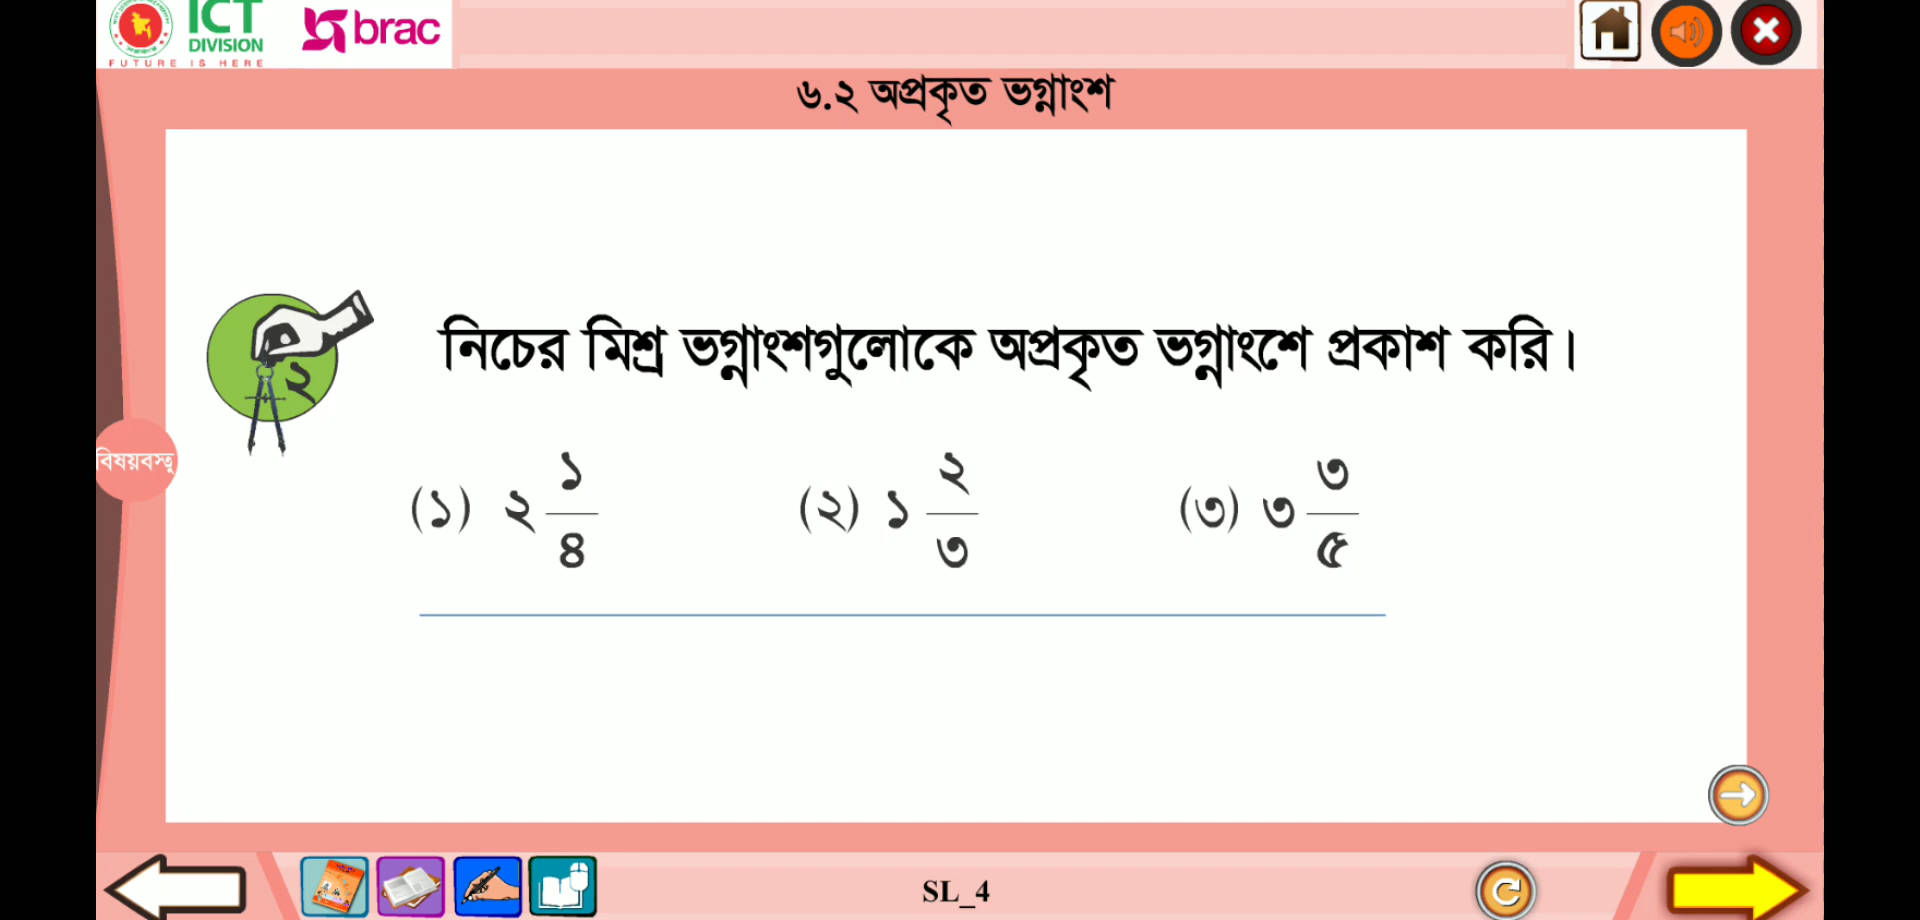 ICT
DIVISION
FUTURE IS HERE
brac
৬.২ অপ্রকৃত ভগ্নাংশ
২
নিচের মিশ্র ভগ্নাংশগুলোকে অপ্রকৃত ভগ্নাংশে প্রকাশ করি।
বিষয়বস্তু
(১) ২ ১/৪ (২) ১ ২/৩ (৩) ৩ ৩/৫
SL_4